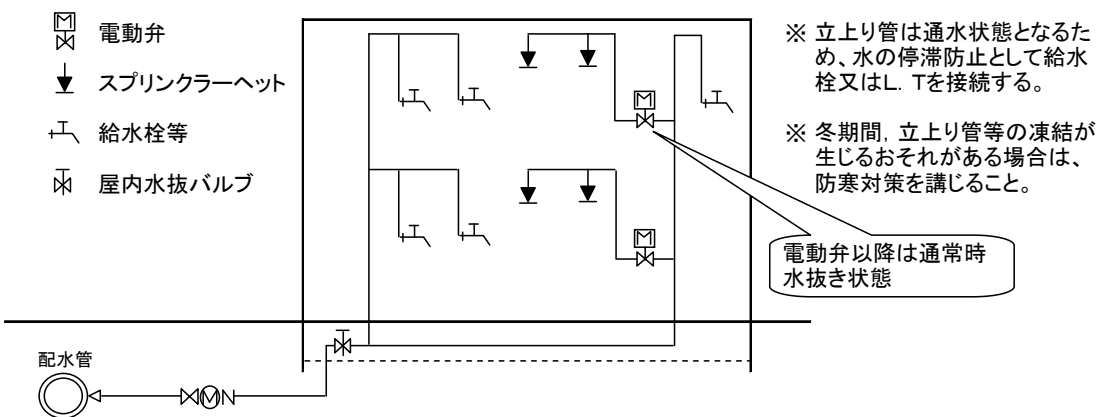 電動弁
スプリンクラーヘット
給水栓等
屋内水抜バルブ
※ 立上り管は通水状態となるた
め、水の停滞防止として給水
栓又はL. Tを接続する。
※ 冬期間, 立上り管等の凍結が
生じるおそれがある場合は、
防寒対策を講じること。
電動弁以降は通常時
水抜き状態
配水管
M
M
M
M
N